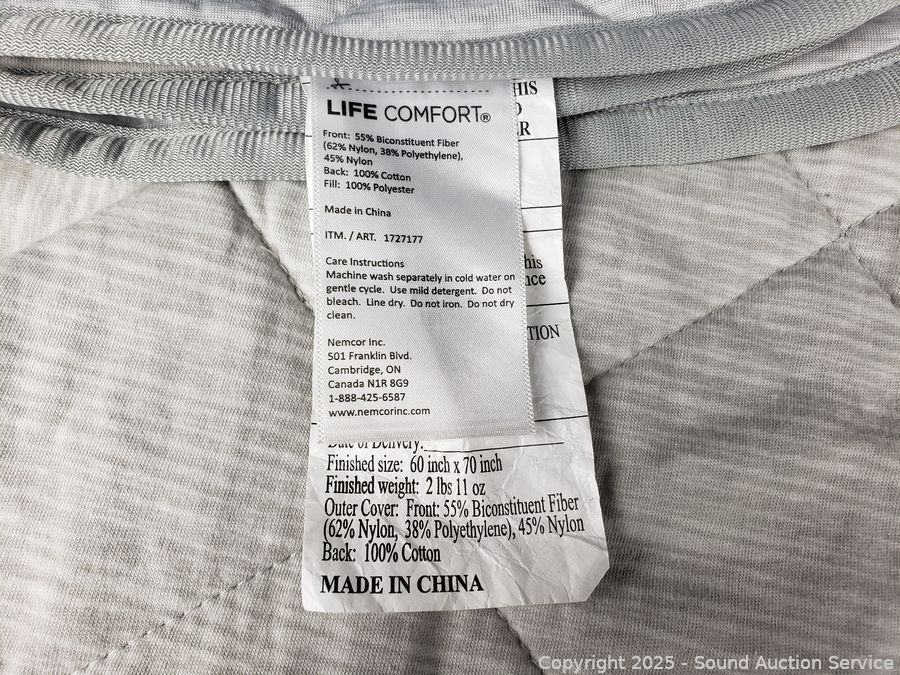 LIFE COMFORT®
Front: 55% Biconstituent Fiber
(62% Nylon, 38% Polyethylene),
45% Nylon
Back: 100% Cotton
Fill: 100% Polyester
Made in China
ITM. / ART. 1727177
Care Instructions
Machine wash separately in cold water on
gentle cycle. Use mild detergent. Do not
bleach. Line dry. Do not iron. Do not dry
clean.
Nemcor Inc.
501 Franklin Blvd.
Cambridge, ON
Canada N1R 8G9
1-888-425-6587
www.nemcorinc.com
Date of Delivery:
Finished size: 60 inch x 70 inch
Finished weight: 2 lbs 11 oz
Outer Cover: Front: 55% Biconstituent Fiber
(62% Nylon, 38% Polyethylene), 45% Nylon
Back: 100% Cotton
MADE IN CHINA
Copyright 2025 - Sound Auction Service